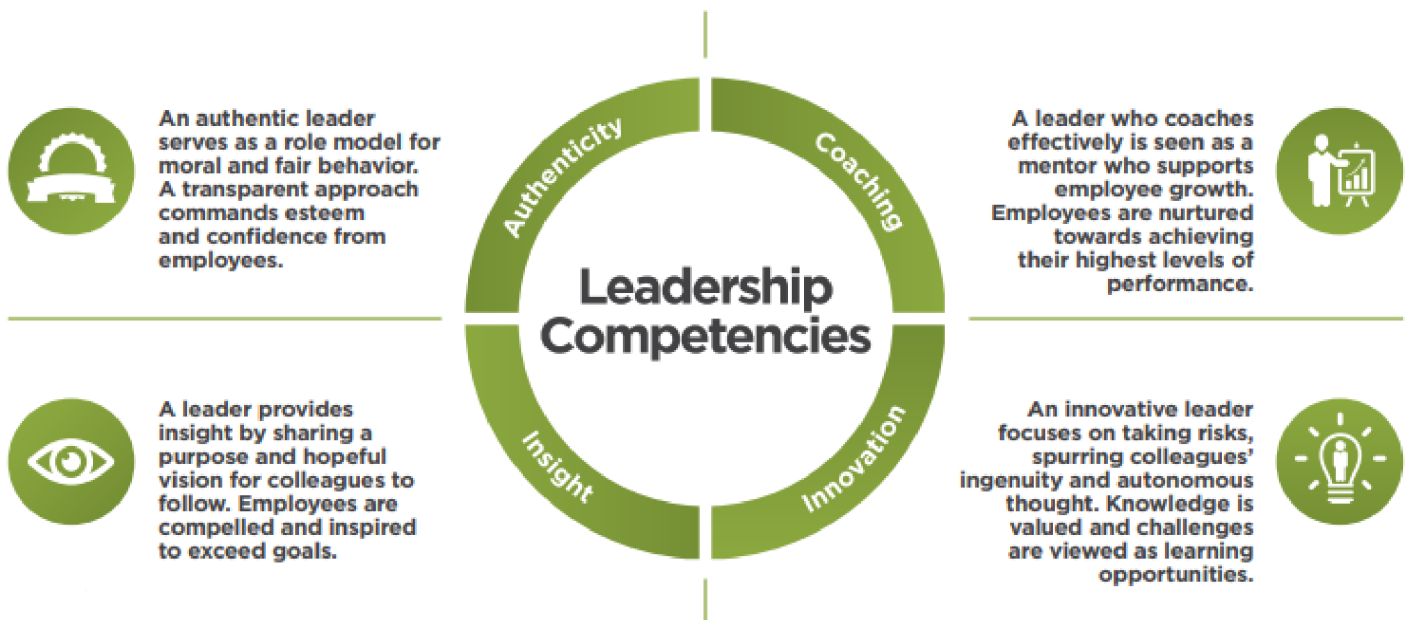 An authentic leader
serves as a role model for
moral and fair behavior.
A transparent approach
commands esteem
and confidence from
employees.
Authenticity
Coaching
A leader who coaches
effectively is seen as a
mentor who supports
employee growth.
Employees are nurtured
towards achieving
their highest levels of
performance.
Leadership
Competencies
A leader provides
insight by sharing a
purpose and hopeful
vision for colleagues to
follow. Employees are
compelled and inspired
to exceed goals.
Insight
Innovation
An innovative leader
focuses on taking risks,
spurring colleagues’
ingenuity and autonomous
thought. Knowledge is
valued and challenges
are viewed as learning
opportunities.